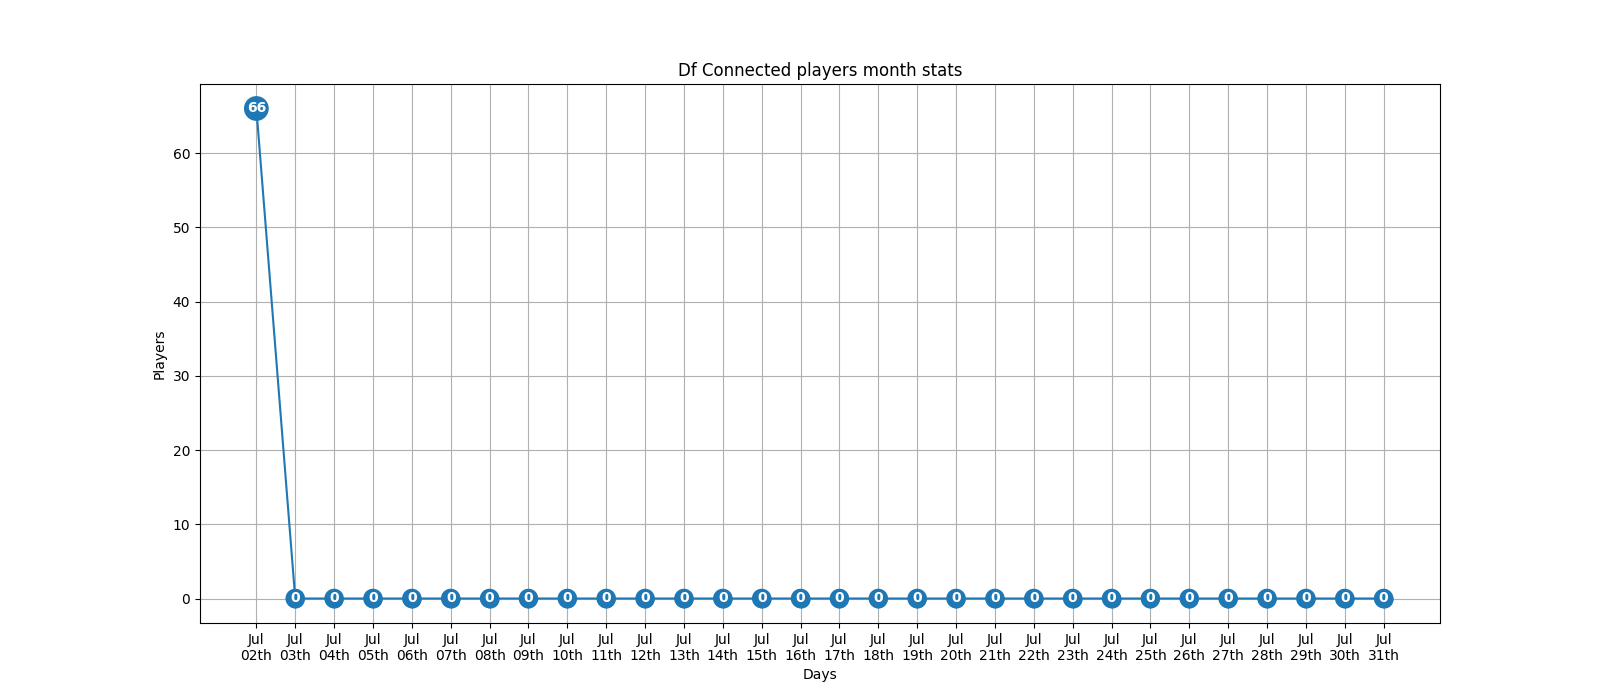 Df Connected players month stats
66
60
50
40
30
20
10
0
Players
0 0 0 0 0 0 0 0 0 0 0 0 0 0 0 0 0 0 0 0 0 0 0 0 0 0 0 0 0
Jul Jul Jul Jul Jul Jul Jul Jul Jul Jul Jul Jul Jul Jul Jul Jul Jul Jul Jul Jul Jul Jul Jul Jul Jul Jul Jul Jul Jul Jul
02th 03th 04th 05th 06th 07th 08th 09th 10th 11th 12th 13th 14th 15th 16th 17th 18th 19th 20th 21th 22th 23th 24th 25th 26th 27th 28th 29th 30th 31th
Days